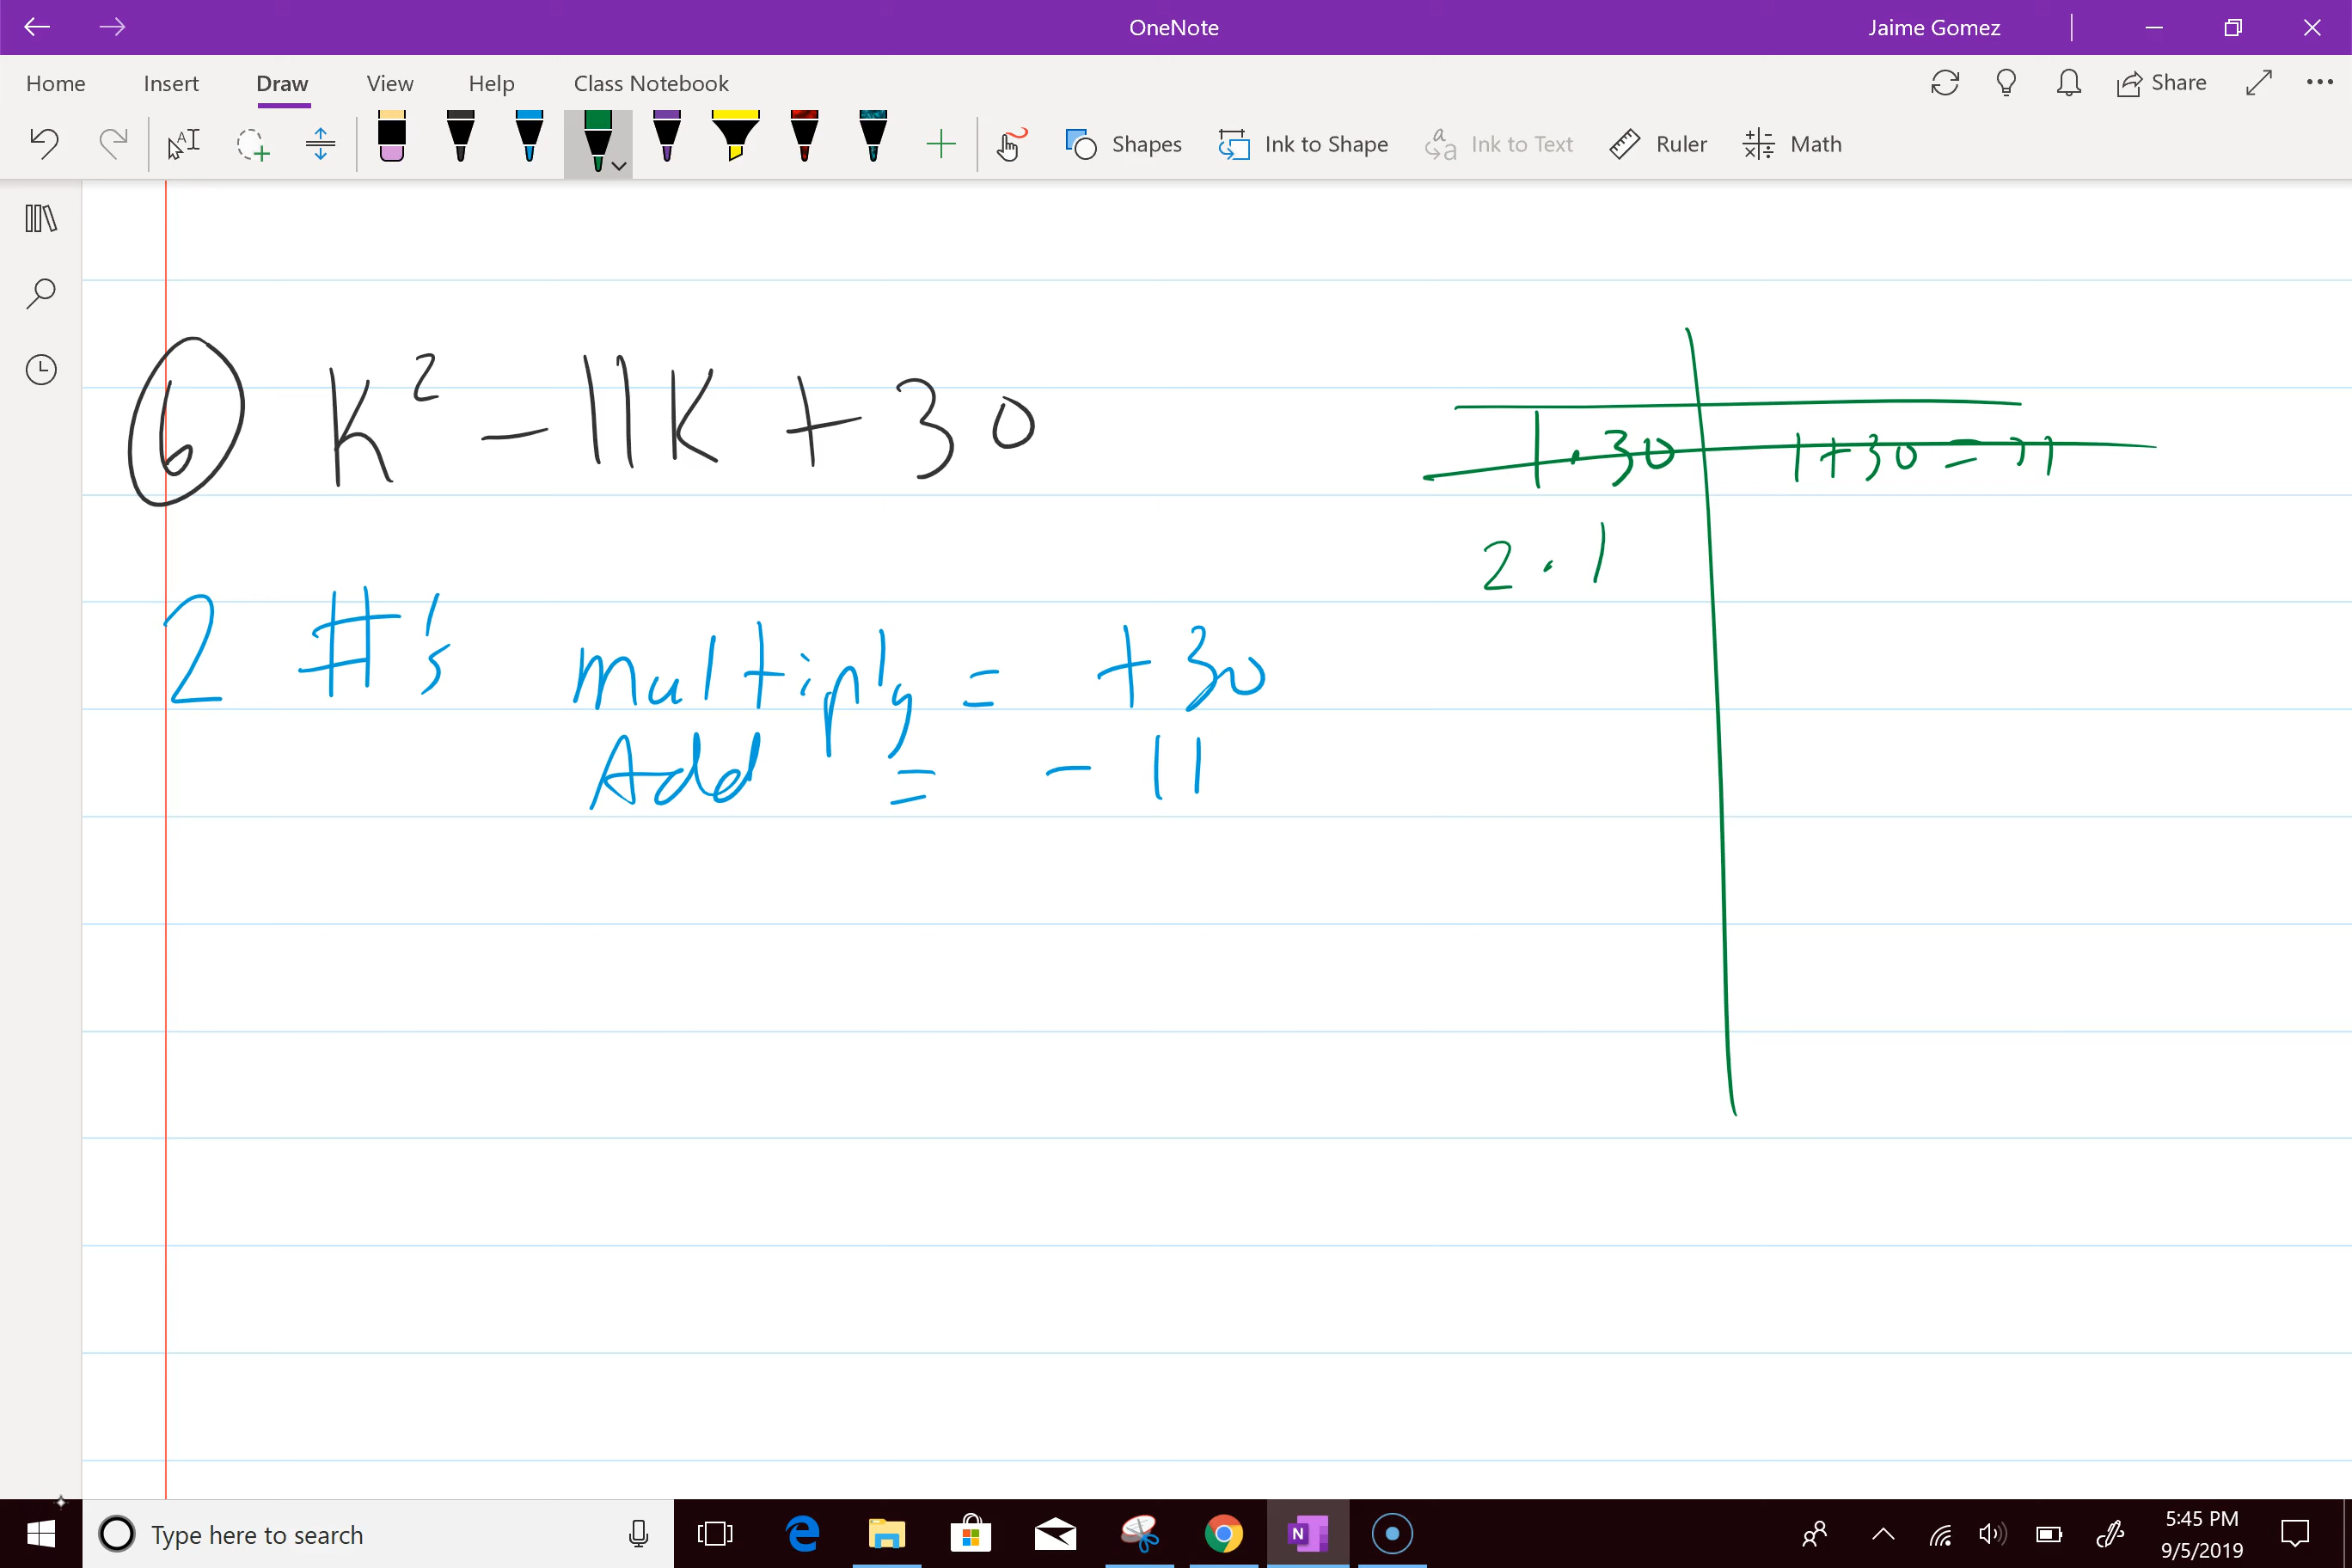 OneNote
Jaime Gomez
Home Insert Draw View Help Class Notebook
Share
Shapes Ink to Shape Ink to Text Ruler Math
6 K² - 11K + 30
1 . 30 1 + 30 =
2 . 1
2 #'s multiply = +30
Add = - 11
Type here to search
5:45 PM
9/5/2019